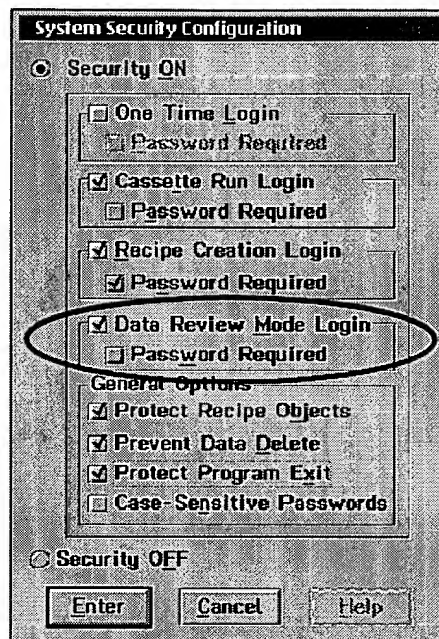 System Security Configuration
Security ON
One Time Login
Password Required
Cassette Run Login
Password Required
Recipe Creation Login
Password Required
Data Review Mode Login
Password Required
General Options
Protect Recipe Objects
Prevent Data Delete
Protect Program Exit
Case-Sensitive Passwords
Security OFF
Enter Cancel Help